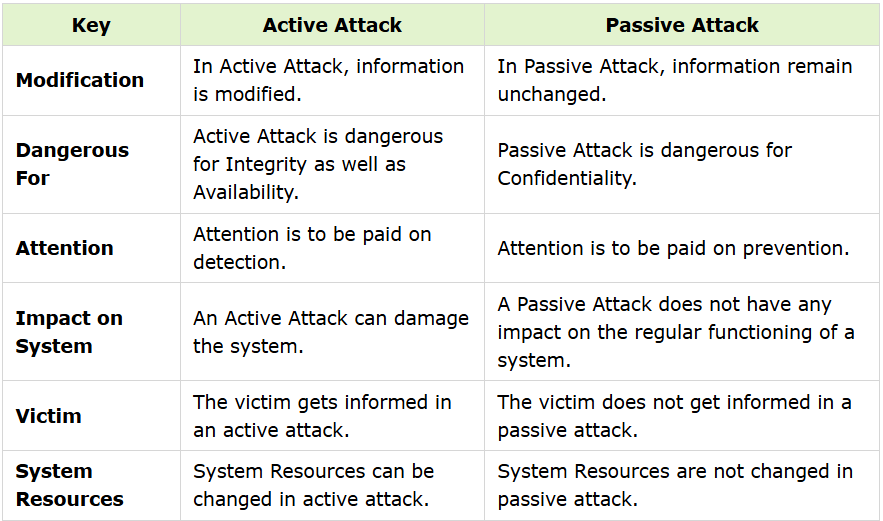 Key Active Attack Passive Attack
Modification
In Active Attack, information
is modified.
In Passive Attack, information remain
unchanged.
Dangerous
For
Active Attack is dangerous
for Integrity as well as
Availability.
Passive Attack is dangerous for
Confidentiality.
Attention
Attention is to be paid on
detection.
Attention is to be paid on prevention.
Impact on
System
An Active Attack can damage
the system.
A Passive Attack does not have any
impact on the regular functioning of a
system.
Victim
The victim gets informed in
an active attack.
The victim does not get informed in a
passive attack.
System
Resources
System Resources can be
changed in active attack.
System Resources are not changed in
passive attack.